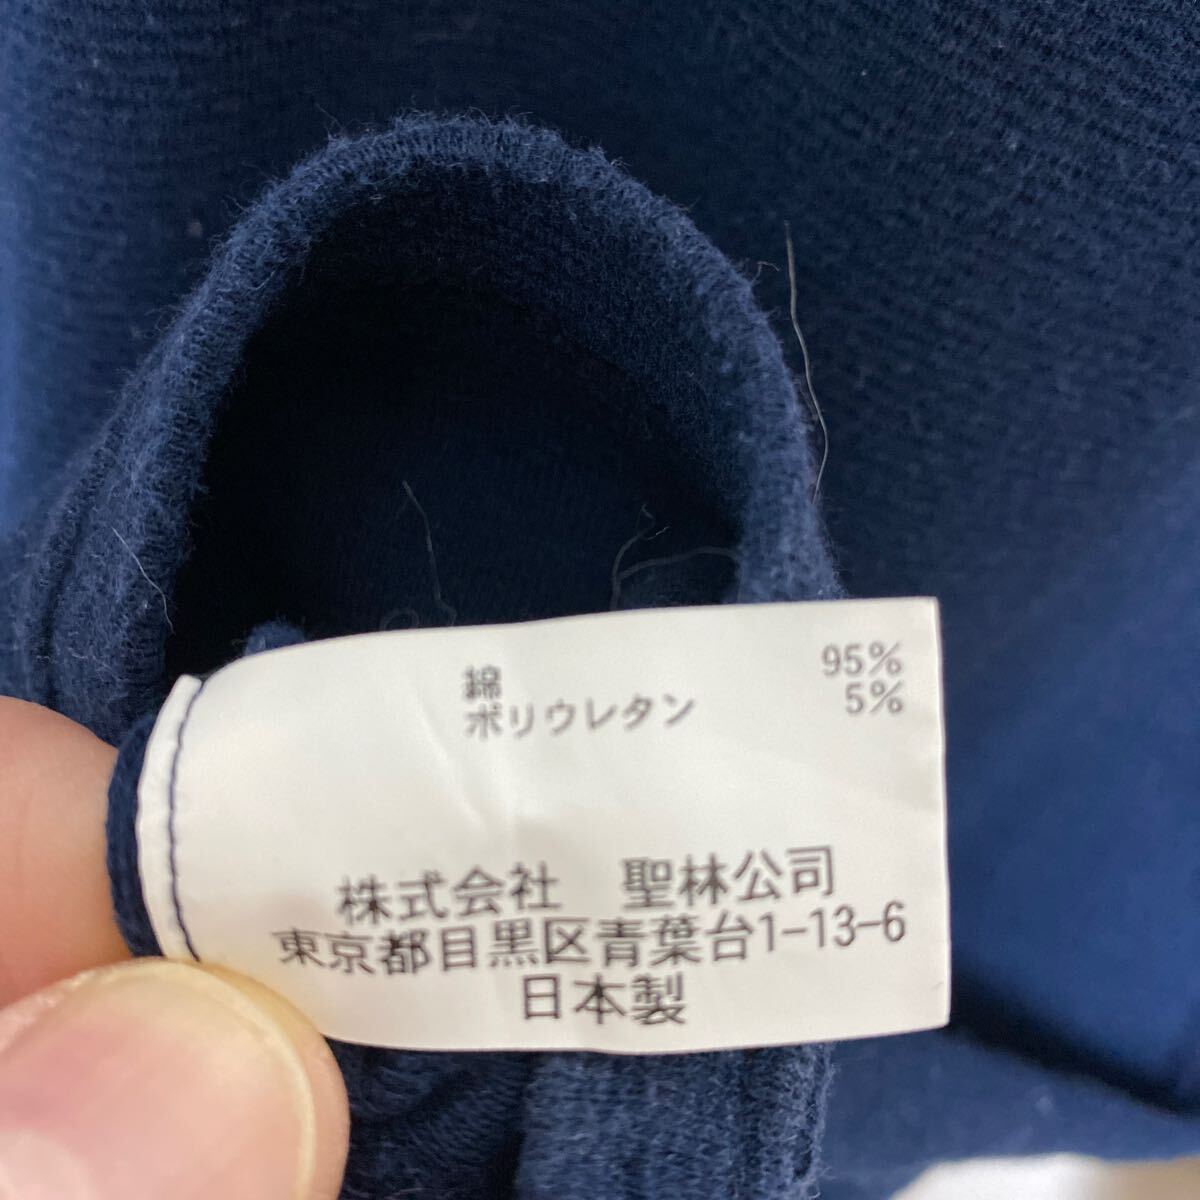 綿 95%
ポリウレタン 5%
株式会社 聖林公司
東京都目黒区青葉台1-13-6
日本製